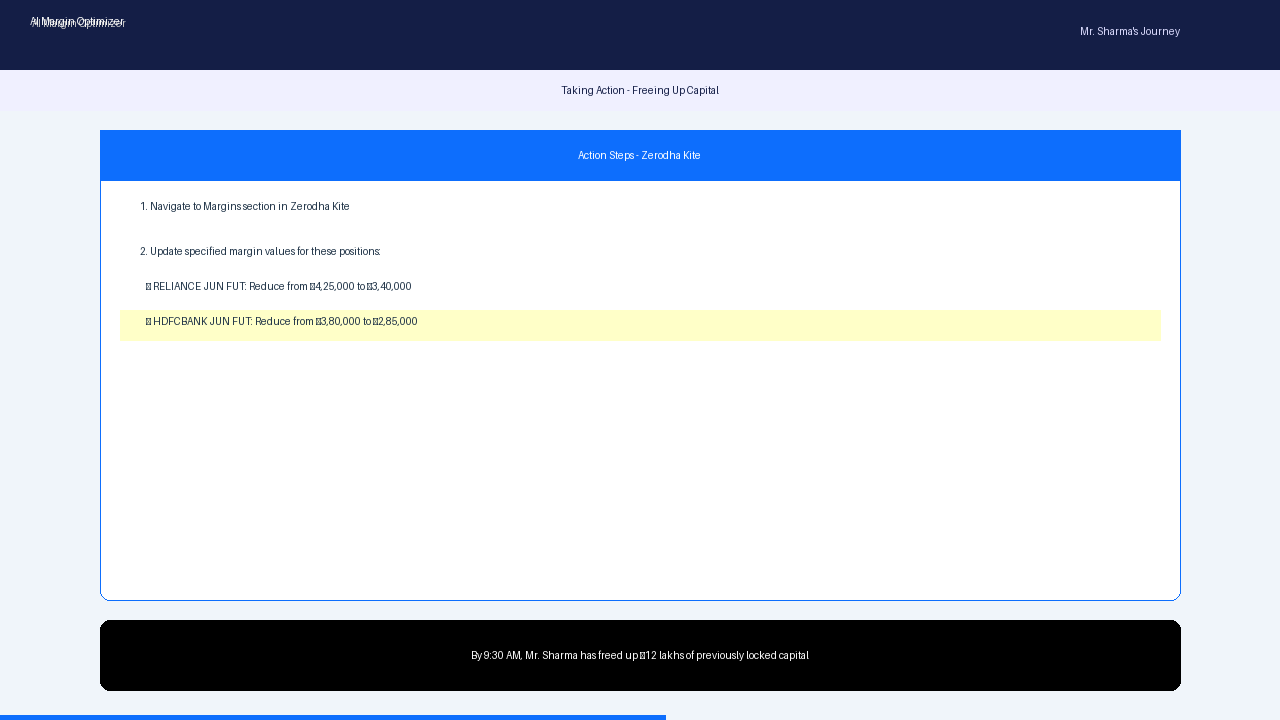 AI Margin Optimizer
Mr. Sharma's Journey
Taking Action - Freeing Up Capital
Action Steps - Zerodha Kite
1. Navigate to Margins section in Zerodha Kite
2. Update specified margin values for these positions:
RELIANCE JUN FUT: Reduce from 4,25,000 to 3,40,000
HDFCBANK JUN FUT: Reduce from 3,80,000 to 2,85,000
By 9:30 AM, Mr. Sharma has freed up 12 lakhs of previously locked capital